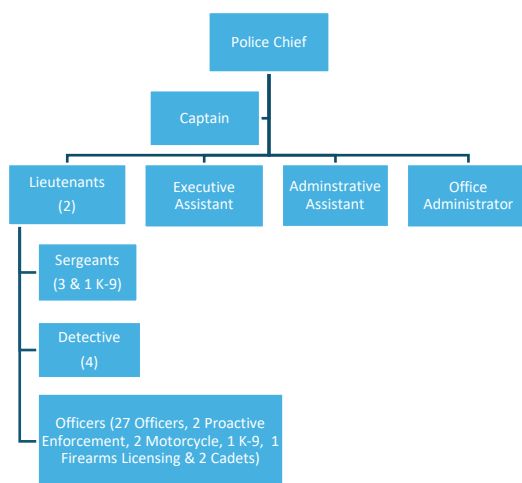 Police Chief
Captain
Lieutenants
(2)
Executive
Assistant
Adminstrative
Assistant
Office
Administrator
Sergeants
(3 & 1 K-9)
Detective
(4)
Officers (27 Officers, 2 Proactive
Enforcement, 2 Motorcycle, 1 K-9, 1
Firearms Licensing & 2 Cadets)